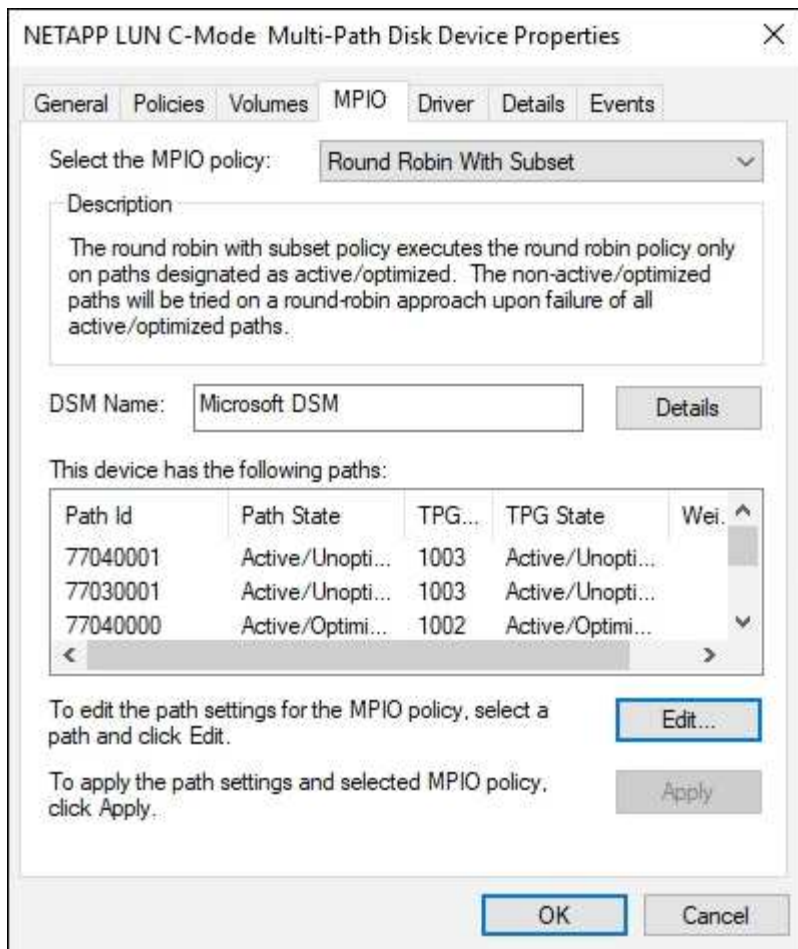 NETAPP LUN C-Mode  Multi-Path Disk Device Properties
General Policies Volumes MPIO Driver Details Events
Select the MPIO policy: Round Robin With Subset
Description
The round robin with subset policy executes the round robin policy only
on paths designated as active/optimized.  The non-active/optimized
paths will be tried on a round-robin approach upon failure of all
active/optimized paths.
DSM Name: Microsoft DSM Details
This device has the following paths:
Path Id Path State TPG... TPG State Wei.
77040001 Active/Unopti... 1003 Active/Unopti...
77030001 Active/Unopti... 1003 Active/Unopti...
77040000 Active/Optimi... 1002 Active/Optimi...
To edit the path settings for the MPIO policy, select a
path and click Edit.
Edit...
To apply the path settings and selected MPIO policy,
click Apply.
Apply
OK Cancel